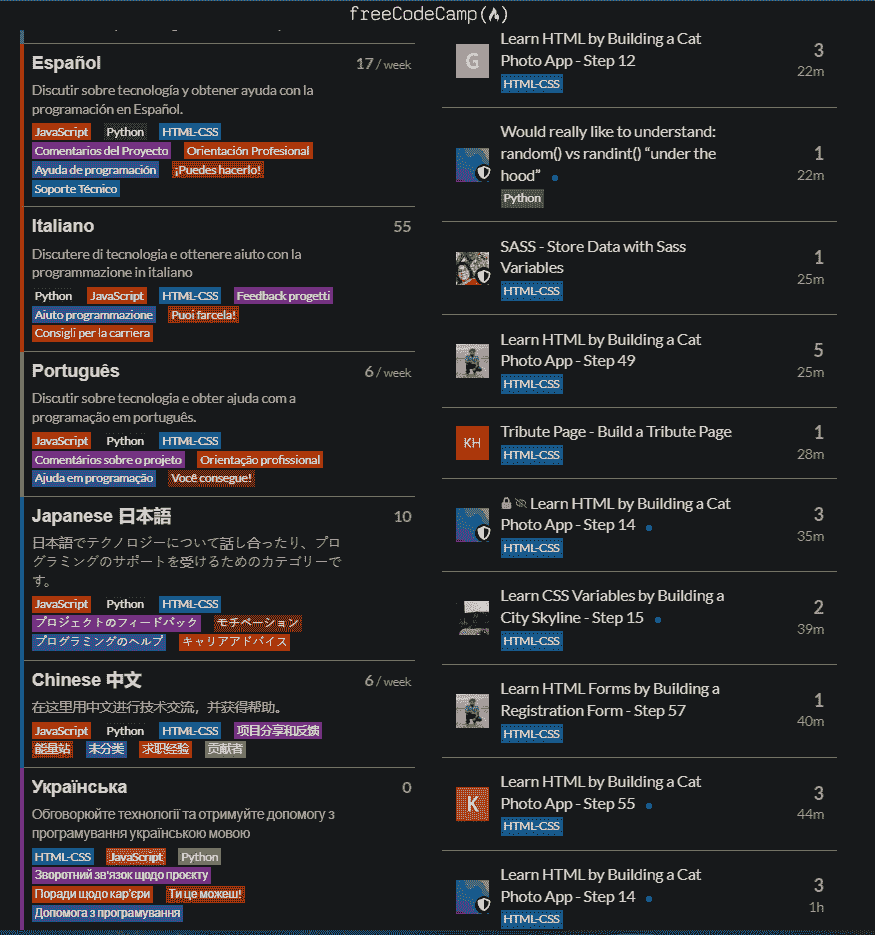 freeCodeCamp(🔥)
Español
17 / week
Discutir sobre tecnología y obtener ayuda con la
programación en Español.
JavaScript Python HTML-CSS
Comentarios del Proyecto Orientación Profesional
Ayuda de programación ¡Puedes hacerlo!
Soporte Técnico
Italiano
55
Discutere di tecnologia e ottenere aiuto con la
programmazione in italiano
Python JavaScript HTML-CSS Feedback progetti
Aiuto programmazione Puoi farcela!
Consigli per la carriera
Português
6 / week
Discutir sobre tecnologia e obter ajuda com a
programação em português.
JavaScript Python HTML-CSS
Comentários sobre o projeto Orientação profissional
Ajuda em programação Você consegue!
Japanese 日本語
10
日本語でテクノロジーについて話し合ったり、プロ
グラミングのサポートを受けるためのカテゴリーで
す。
JavaScript Python HTML-CSS
プロジェクトのフィードバック モチベーション
プログラミングのヘルプ キャリアアドバイス
Chinese 中文
6 / week
在这里用中文进行技术交流，并获得帮助。
JavaScript Python HTML-CSS 项目分享和反馈
能量站 未分类 求职经验 贡献者
Українська
0
Обговорюйте технології та отримуйте допомогу з
програмування українською мовою
HTML-CSS JavaScript Python
Зворотний зв'язок щодо проєкту
Поради щодо кар'єри Ти це можеш!
Допомога з програмування
G
Learn HTML by Building a Cat
Photo App - Step 12
HTML-CSS
3
22m
Would really like to understand:
random() vs randint() “under the
hood”
Python
1
22m
SASS - Store Data with Sass
Variables
HTML-CSS
1
25m
Learn HTML by Building a Cat
Photo App - Step 49
HTML-CSS
5
25m
KH
Tribute Page - Build a Tribute Page
HTML-CSS
1
28m
Learn HTML by Building a Cat
Photo App - Step 14
HTML-CSS
3
35m
Learn CSS Variables by Building a
City Skyline - Step 15
HTML-CSS
2
39m
Learn HTML Forms by Building a
Registration Form - Step 57
HTML-CSS
1
40m
K
Learn HTML by Building a Cat
Photo App - Step 55
HTML-CSS
3
44m
Learn HTML by Building a Cat
Photo App - Step 14
HTML-CSS
3
1h